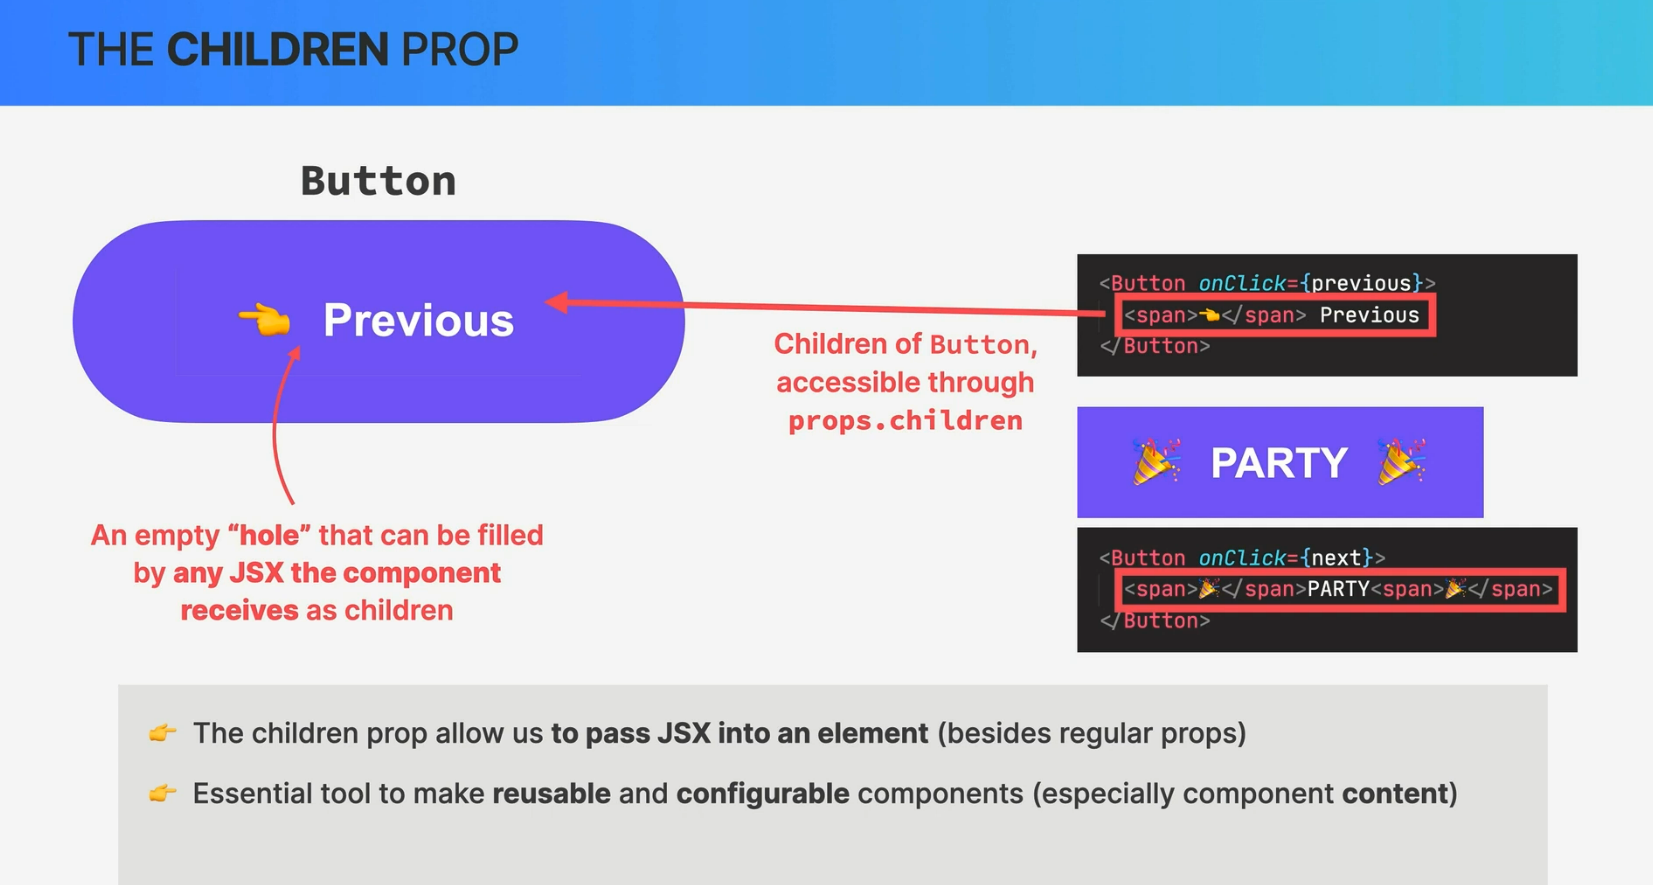 THE CHILDREN PROP
Button
👈 Previous
<Button onClick={previous}>
<span>👈</span> Previous
</Button>
Children of Button,
accessible through
props.children
🎉 PARTY 🎉
<Button onClick={next}>
<span>🎉</span>PARTY<span>🎉</span>
</Button>
An empty “hole” that can be filled
by any JSX the component
receives as children
👉 The children prop allow us to pass JSX into an element (besides regular props)
👉 Essential tool to make reusable and configurable components (especially component content)